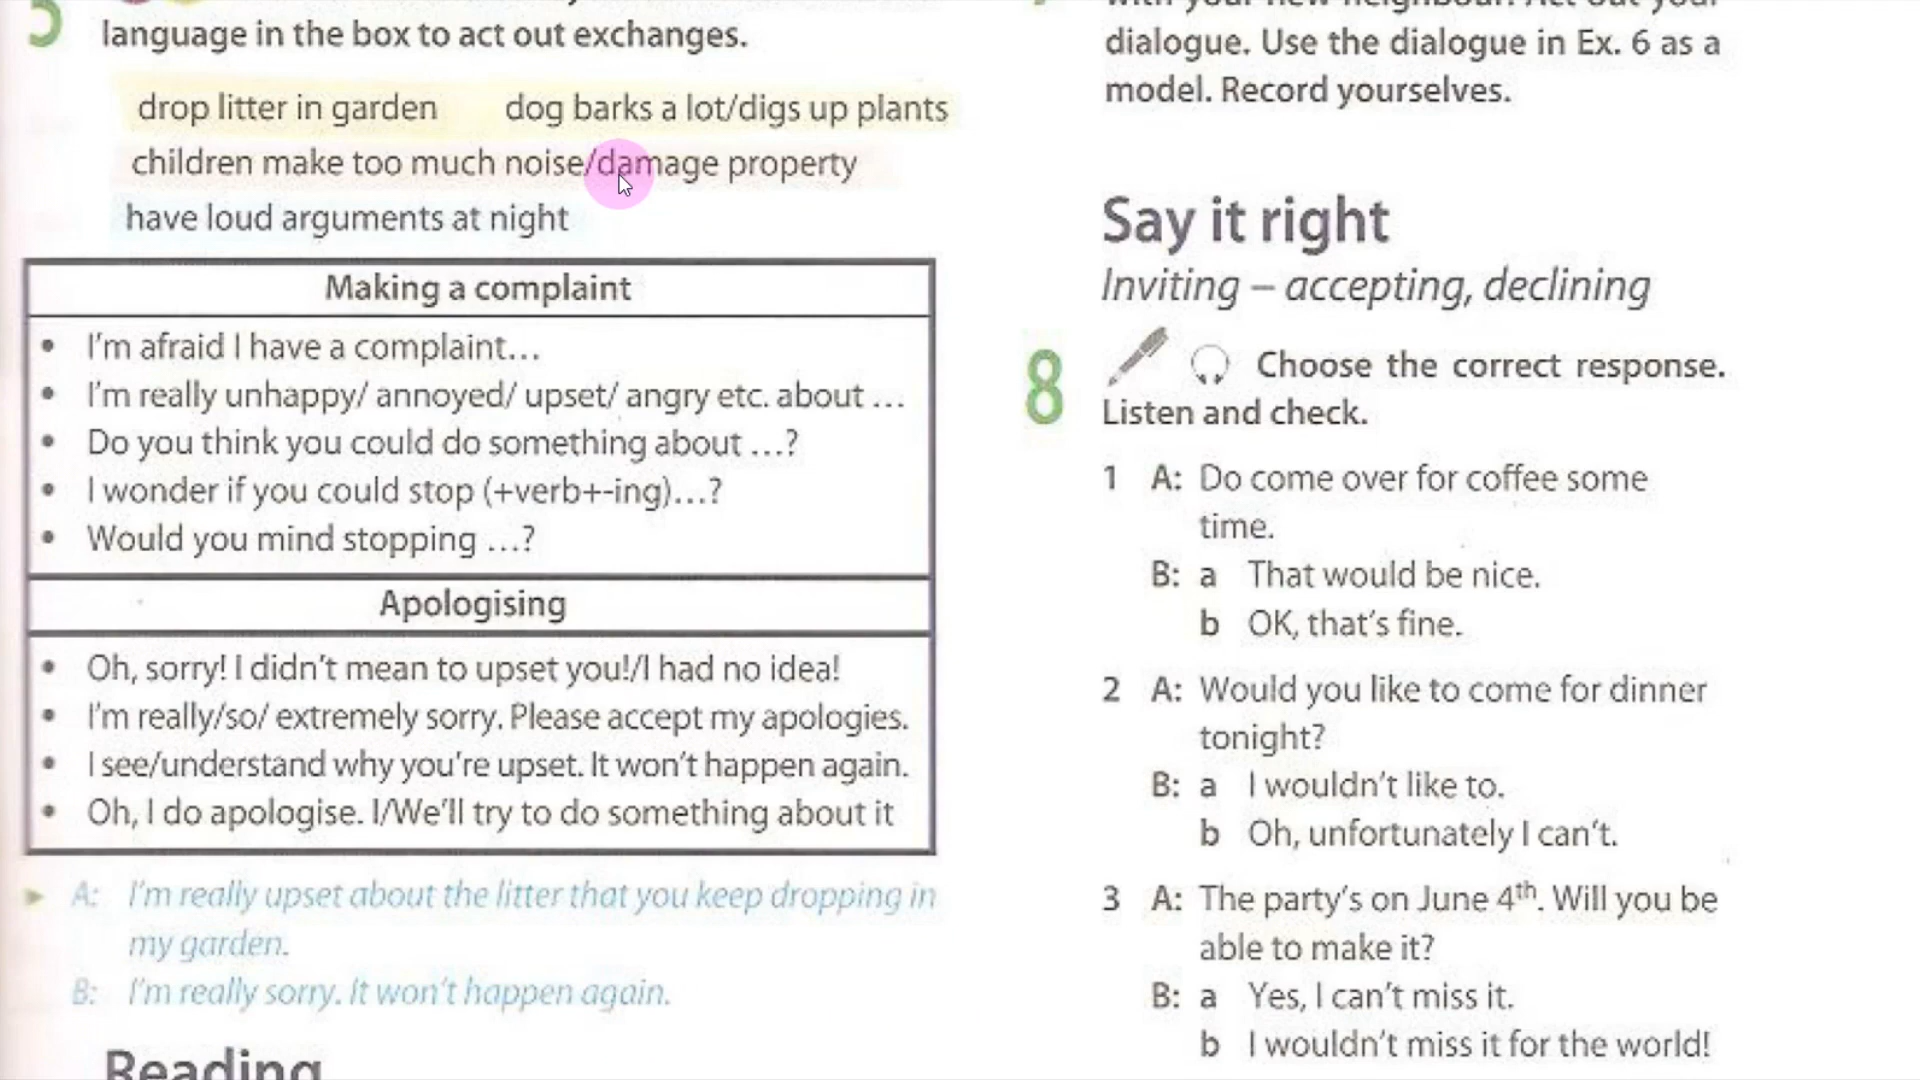 5
language in the box to act out exchanges.
drop litter in garden dog barks a lot/digs up plants
children make too much noise/damage property
have loud arguments at night
Making a complaint
• I'm afraid I have a complaint…
• I'm really unhappy/ annoyed/ upset/ angry etc. about …
• Do you think you could do something about …?
• I wonder if you could stop (+verb+-ing)…?
• Would you mind stopping …?
Apologising
• Oh, sorry! I didn't mean to upset you!/I had no idea!
• I'm really/so/ extremely sorry. Please accept my apologies.
• I see/understand why you're upset. It won't happen again.
• Oh, I do apologise. I/We'll try to do something about it
A: I'm really upset about the litter that you keep dropping in
my garden.
B: I'm really sorry. It won't happen again.
Reading
with your new neighbour. Act out your
dialogue. Use the dialogue in Ex. 6 as a
model. Record yourselves.
Say it right
Inviting – accepting, declining
8 Choose the correct response.
Listen and check.
1 A: Do come over for coffee some
time.
B: a That would be nice.
b OK, that's fine.
2 A: Would you like to come for dinner
tonight?
B: a I wouldn't like to.
b Oh, unfortunately I can't.
3 A: The party's on June 4th. Will you be
able to make it?
B: a Yes, I can't miss it.
b I wouldn't miss it for the world!